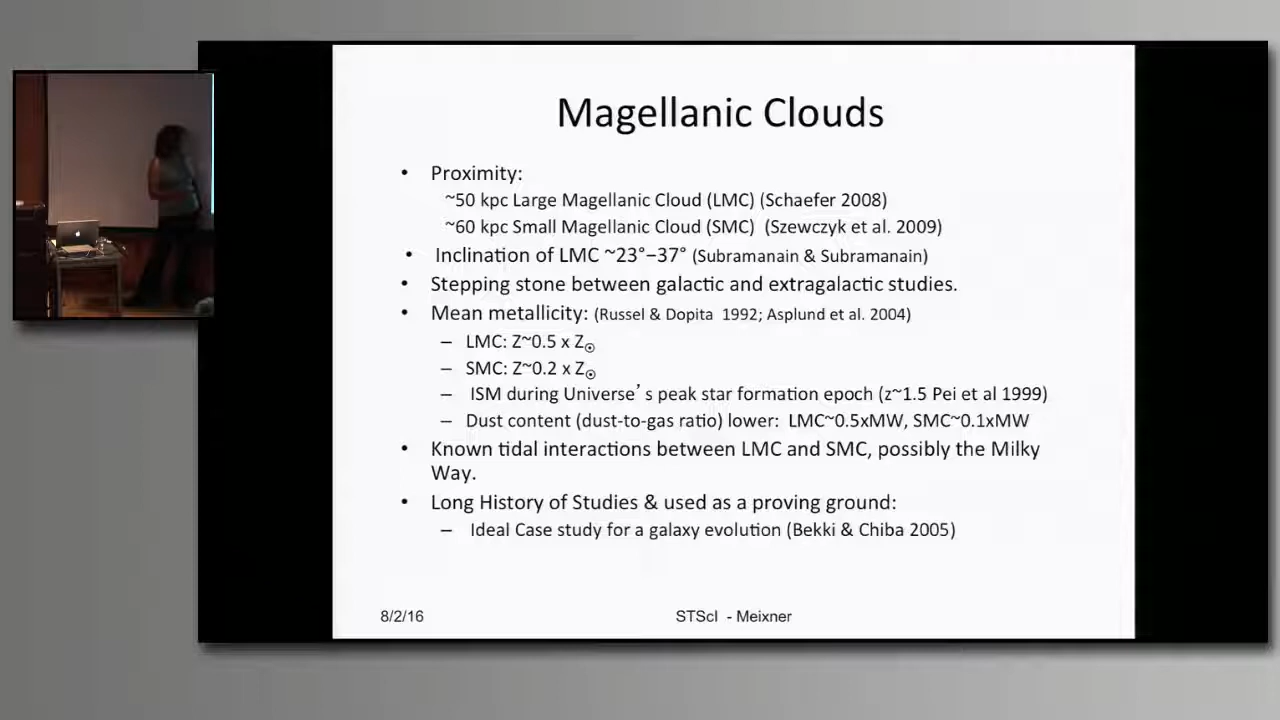 Magellanic Clouds
• Proximity:
~50 kpc Large Magellanic Cloud (LMC) (Schaefer 2008)
~60 kpc Small Magellanic Cloud (SMC) (Szewczyk et al. 2009)
• Inclination of LMC ~23°–37° (Subramanain & Subramanain)
• Stepping stone between galactic and extragalactic studies.
• Mean metallicity: (Russel & Dopita 1992; Asplund et al. 2004)
– LMC: Z~0.5 x Z☉
– SMC: Z~0.2 x Z☉
– ISM during Universe's peak star formation epoch (z~1.5 Pei et al 1999)
– Dust content (dust-to-gas ratio) lower: LMC~0.5xMW, SMC~0.1xMW
• Known tidal interactions between LMC and SMC, possibly the Milky
Way.
• Long History of Studies & used as a proving ground:
– Ideal Case study for a galaxy evolution (Bekki & Chiba 2005)
8/2/16
STScI - Meixner